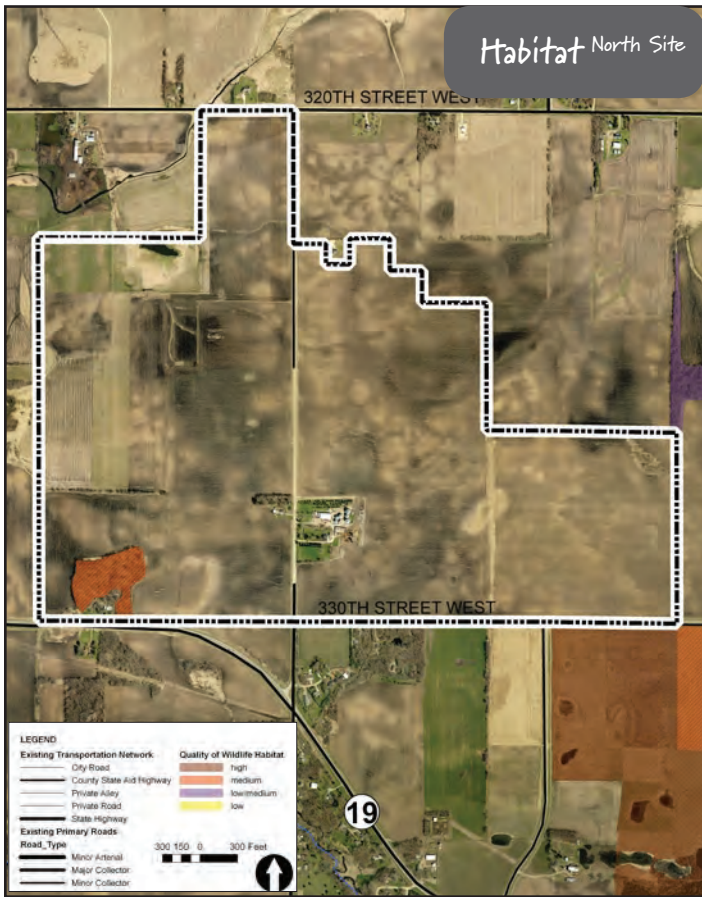 Habitat North Site
320TH STREET WEST
330TH STREET WEST
19
LEGEND
Existing Transportation Network
City Road
County State Aid Highway
Private Alley
Private Road
State Highway
Existing Primary Roads
Road_Type
Minor Arterial
Major Collector
Minor Collector
Quality of Wildlife Habitat
high
medium
low/medium
low
300 150 0 300 Feet